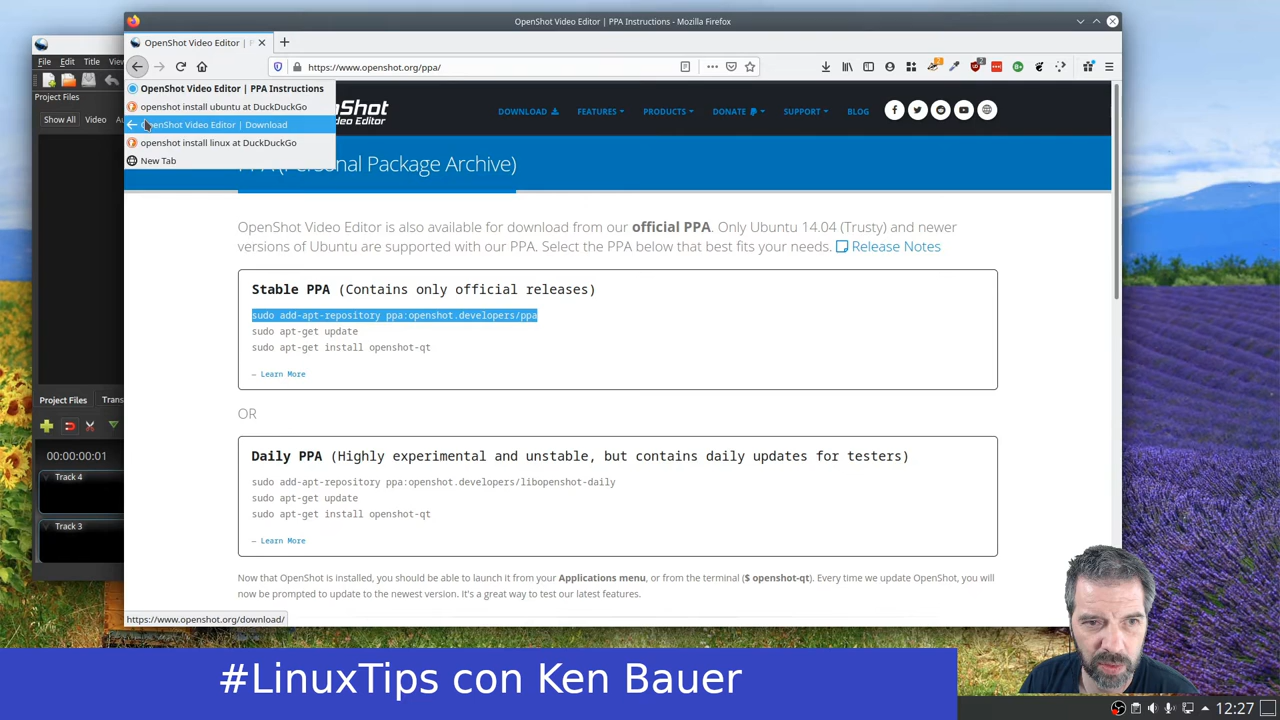 OpenShot Video Editor | PPA Instructions - Mozilla Firefox
OpenShot Video Editor |
https://www.openshot.org/ppa/
File Edit Title View
Project Files
Show All Video
OpenShot Video Editor | PPA Instructions
openshot install ubuntu at DuckDuckGo
OpenShot Video Editor | Download
openshot install linux at DuckDuckGo
New Tab
DOWNLOAD FEATURES PRODUCTS DONATE SUPPORT BLOG
PPA (Personal Package Archive)
OpenShot Video Editor is also available for download from our official PPA. Only Ubuntu 14.04 (Trusty) and newer
versions of Ubuntu are supported with our PPA. Select the PPA below that best fits your needs. Release Notes
Stable PPA (Contains only official releases)
sudo add-apt-repository ppa:openshot.developers/ppa
sudo apt-get update
sudo apt-get install openshot-qt
— Learn More
OR
Daily PPA (Highly experimental and unstable, but contains daily updates for testers)
sudo add-apt-repository ppa:openshot.developers/libopenshot-daily
sudo apt-get update
sudo apt-get install openshot-qt
— Learn More
Now that OpenShot is installed, you should be able to launch it from your Applications menu, or from the terminal ($ openshot-qt). Every time we update OpenShot, you will
now be prompted to update to the newest version. It's a great way to test our latest features.
https://www.openshot.org/download/
Project Files Trans
00:00:00:01
Track 4
Track 3
#LinuxTips con Ken Bauer
12:27